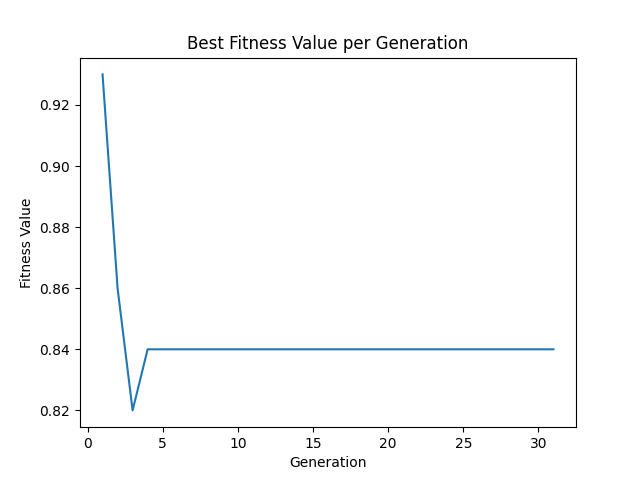 Best Fitness Value per Generation
Fitness Value
0.92
0.90
0.88
0.86
0.84
0.82
0 5 10 15 20 25 30
Generation